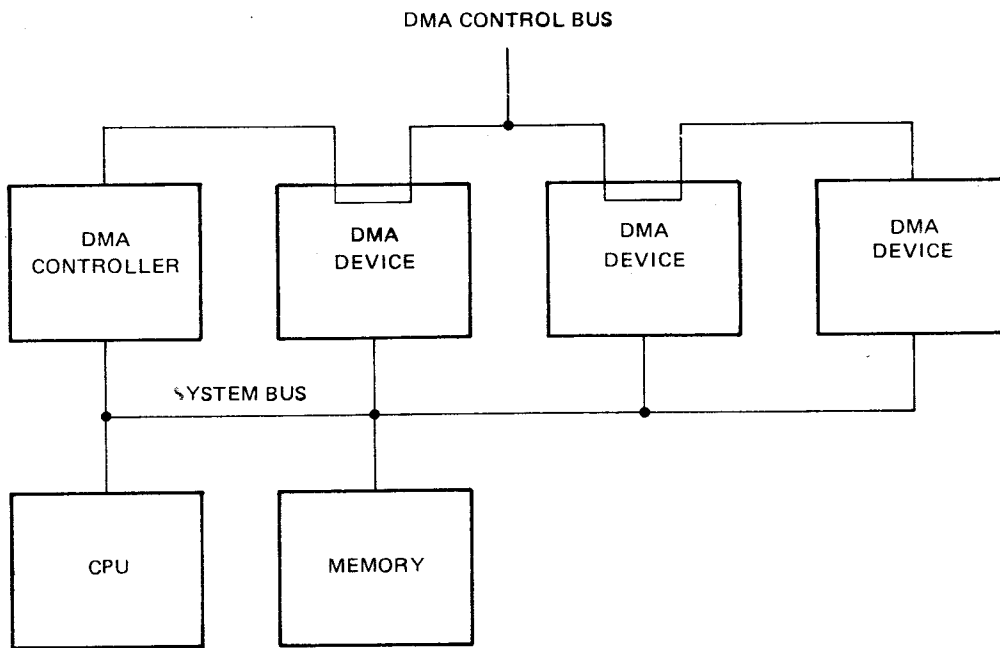 DMA CONTROL BUS
DMA
CONTROLLER
DMA
DEVICE
DMA
DEVICE
DMA
DEVICE
SYSTEM BUS
CPU
MEMORY